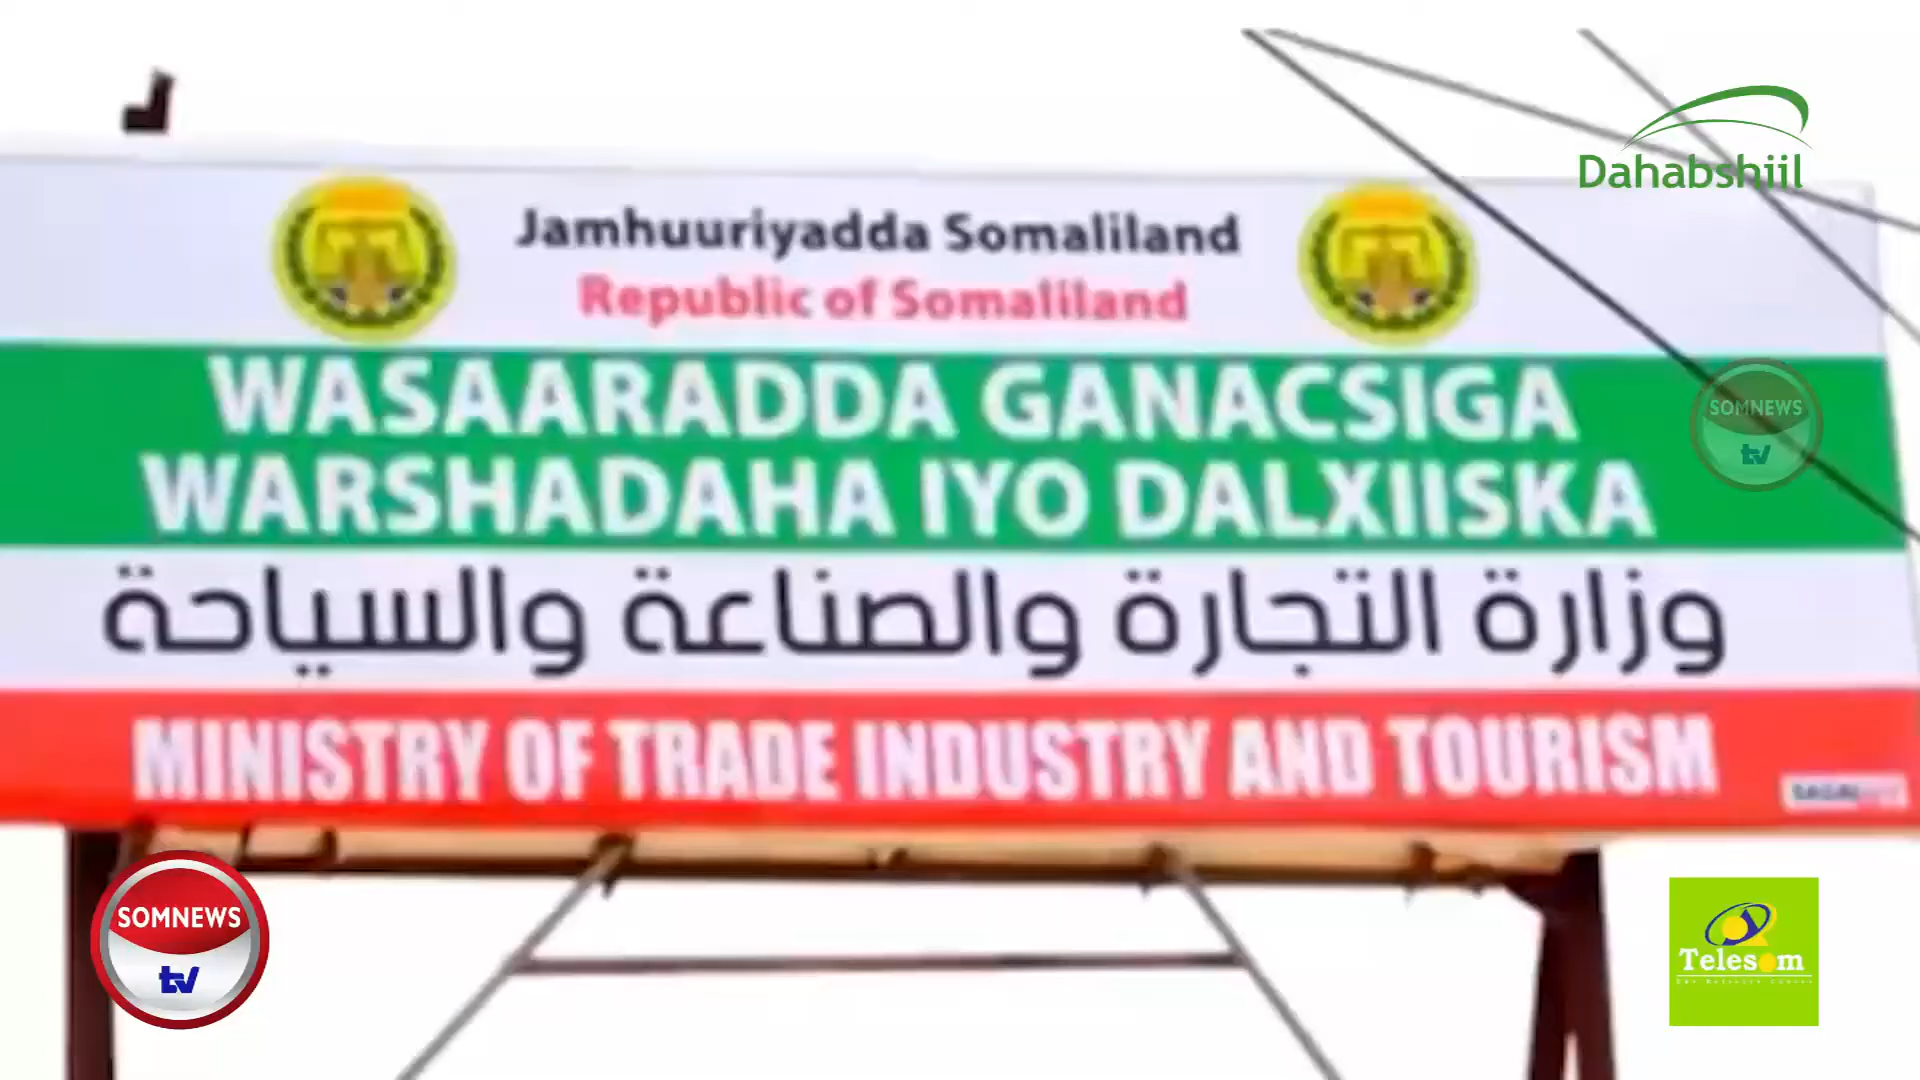 Dahabshiil
Jamhuuriyadda Somaliland
Republic of Somaliland
WASAARADDA GANACSIGA
WARSHADAHA IYO DALXIISKA
SOMNEWS
tv
وزارة التجارة والصناعة والسياحة
MINISTRY OF TRADE INDUSTRY AND TOURISM
SOMNEWS
tv
Telesom